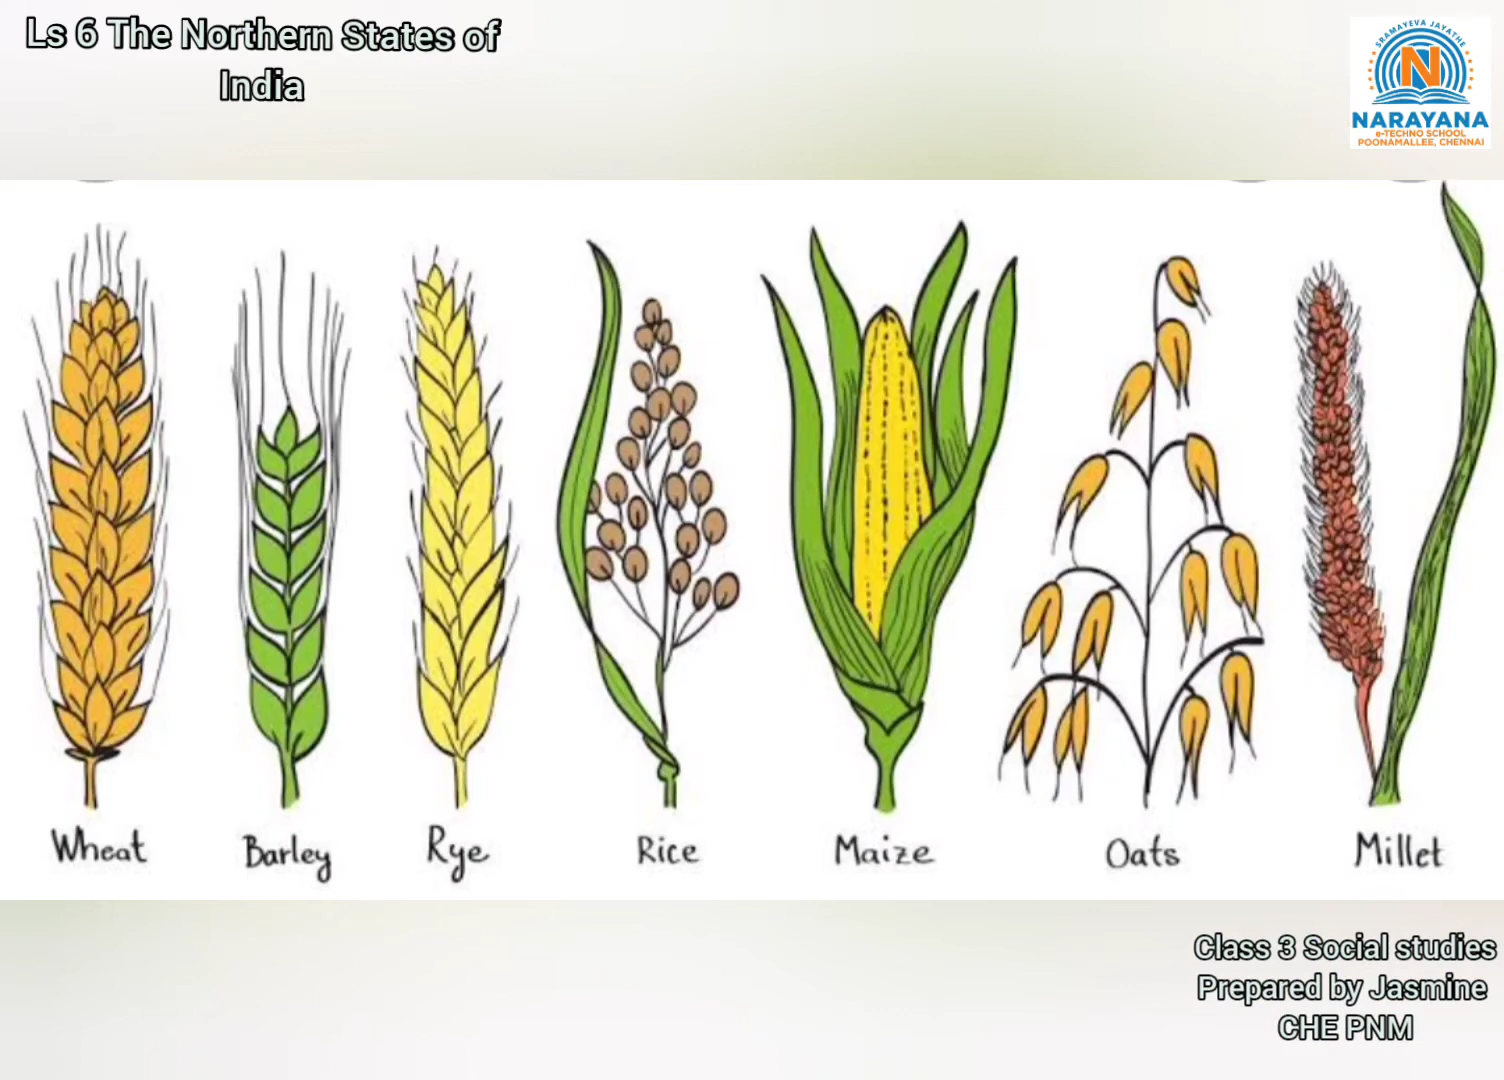 Ls 6 The Northern States of
India
SRAMAYEVA JAYATHE
N
NARAYANA
e-TECHNO SCHOOL
POONAMALLEE, CHENNAI
Wheat
Barley
Rye
Rice
Maize
Oats
Millet
Class 3 Social studies
Prepared by Jasmine
CHE PNM